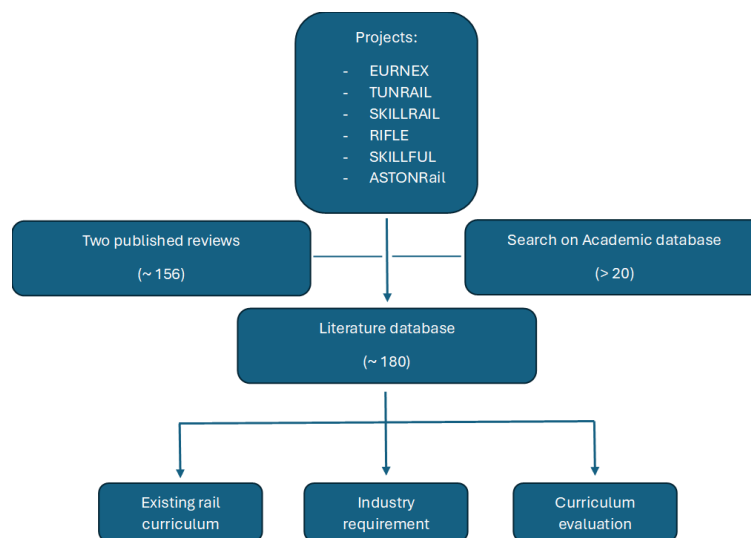 Projects:
- EURNEX
- TUNRAIL
- SKILLRAIL
- RIFLE
- SKILLFUL
- ASTONRail
Two published reviews
(~ 156)
Search on Academic database
(> 20)
Literature database
(~ 180)
Existing rail
curriculum
Industry
requirement
Curriculum
evaluation